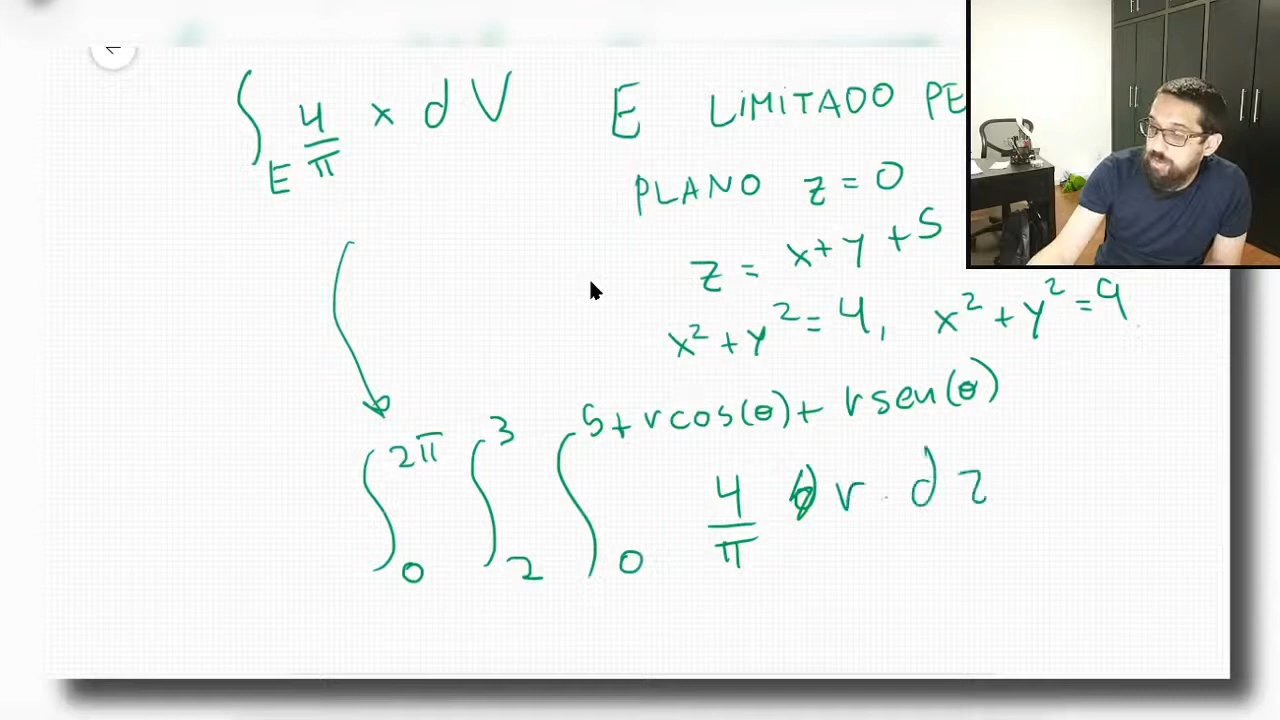 ∫_E 4/π x dV E LIMITADO PE
PLANO z = 0
z = x + y + 5
x² + y² = 4, x² + y² = 9
∫_0^{2π} ∫_2^3 ∫_0^{5 + r cos(θ) + r sen(θ)} 4/π r · dz